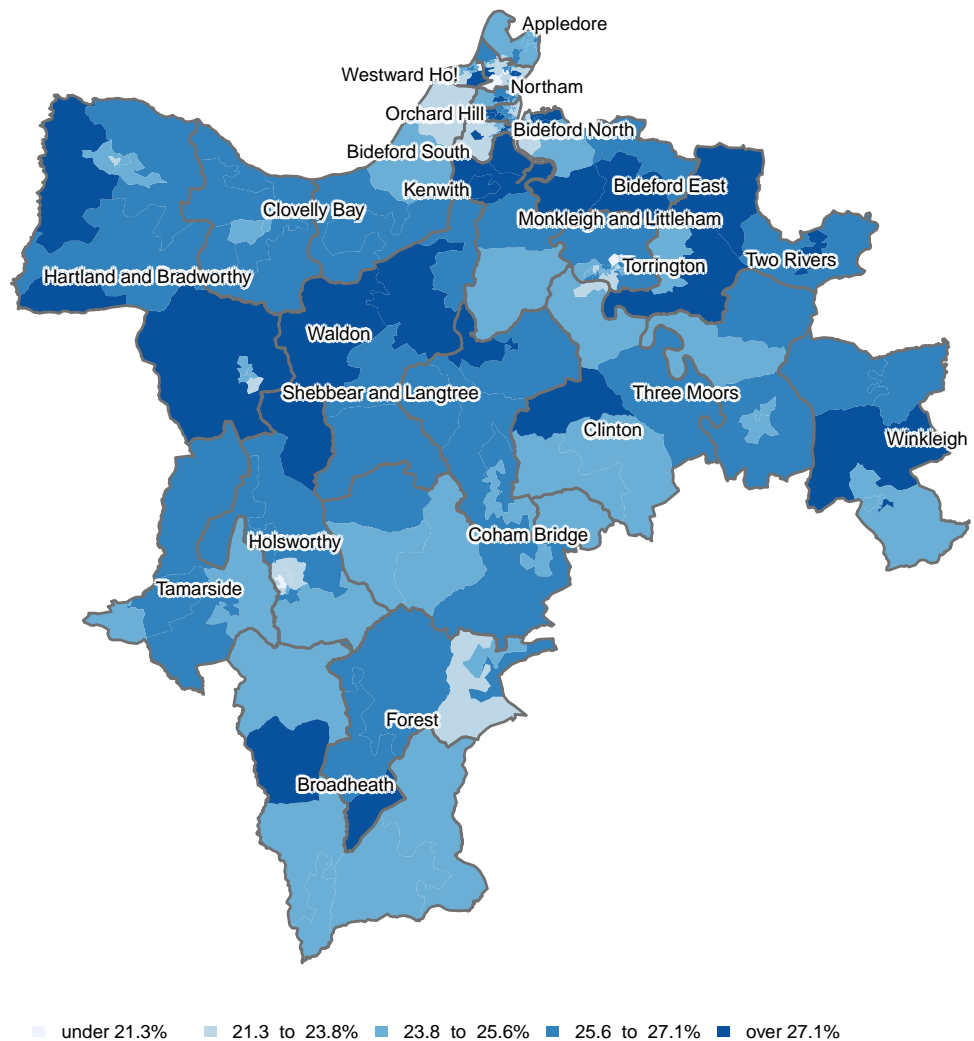 Appledore
Westward Ho!
Northam
Orchard Hill
Bideford North
Bideford South
Kenwith
Bideford East
Clovelly Bay
Monkleigh and Littleham
Two Rivers
Torrington
Hartland and Bradworthy
Waldon
Shebbear and Langtree
Three Moors
Clinton
Winkleigh
Coham Bridge
Holsworthy
Tamarside
Forest
Broadheath
under 21.3% 21.3 to 23.8% 23.8 to 25.6% 25.6 to 27.1% over 27.1%